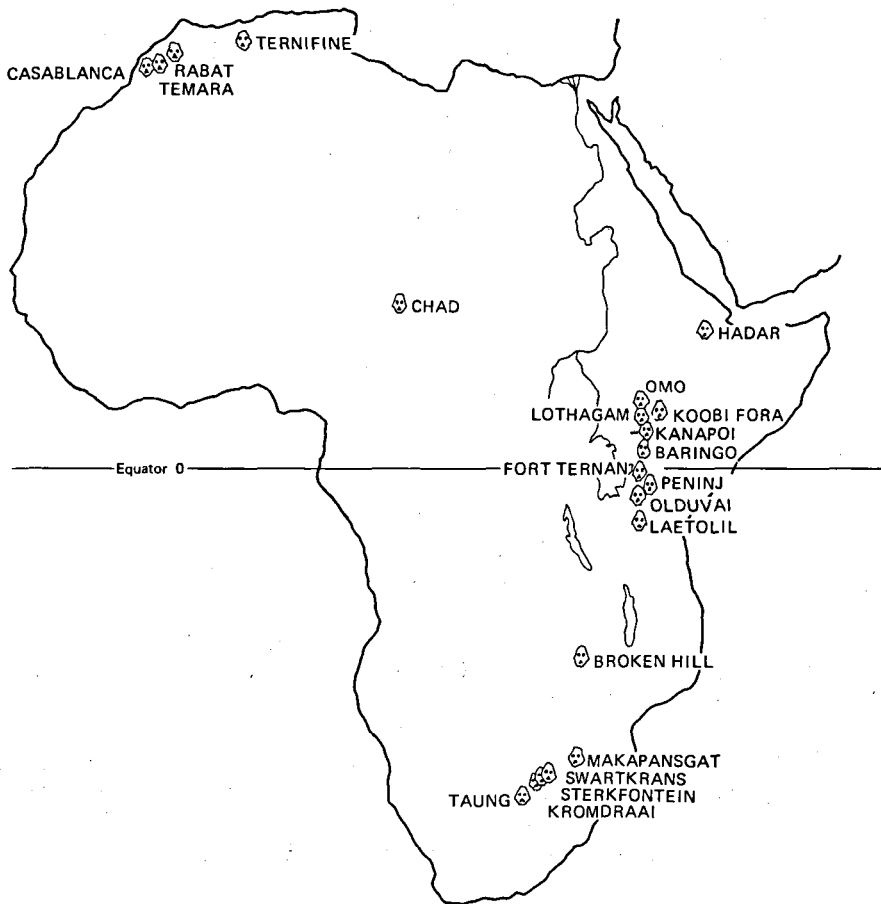 TERNIFINE
CASABLANCA
RABAT
TEMARA
CHAD
HADAR
OMO
LOTHAGAM
KOOBI FORA
KANAPOI
BARINGO
Equator 0
FORT TERNAN
PENINJ
OLDUVAI
LAETOLIL
BROKEN HILL
MAKAPANSGAT
SWARTKRANS
TAUNG
STERKFONTEIN
KROMDRAAI